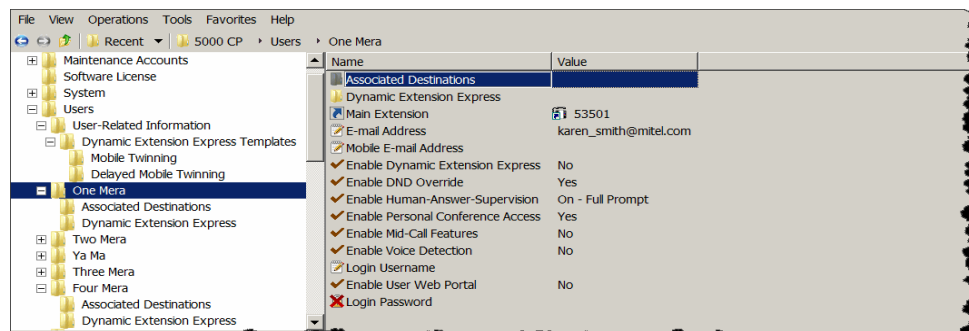 File View Operations Tools Favorites Help
Recent 5000 CP Users One Mera
Maintenance Accounts
Software License
System
Users
User-Related Information
Dynamic Extension Express Templates
Mobile Twinning
Delayed Mobile Twinning
One Mera
Associated Destinations
Dynamic Extension Express
Two Mera
Ya Ma
Three Mera
Four Mera
Associated Destinations
Dynamic Extension Express
Name Value
Associated Destinations
Dynamic Extension Express
Main Extension 53501
E-mail Address karen_smith@mitel.com
Mobile E-mail Address
Enable Dynamic Extension Express No
Enable DND Override Yes
Enable Human-Answer-Supervision On - Full Prompt
Enable Personal Conference Access Yes
Enable Mid-Call Features No
Enable Voice Detection No
Login Username
Enable User Web Portal No
Login Password